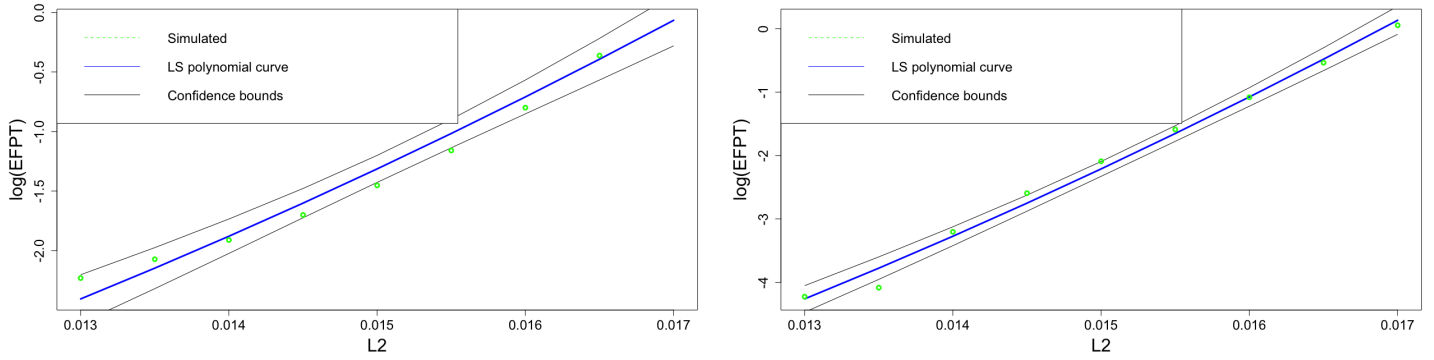 0.0
-0.5
-1.0
-1.5
-2.0
log(EFPT)
Simulated
LS polynomial curve
Confidence bounds
0.013 0.014 0.015 0.016 0.017
L2
0
-1
-2
-3
-4
log(EFPT)
Simulated
LS polynomial curve
Confidence bounds
0.013 0.014 0.015 0.016 0.017
L2